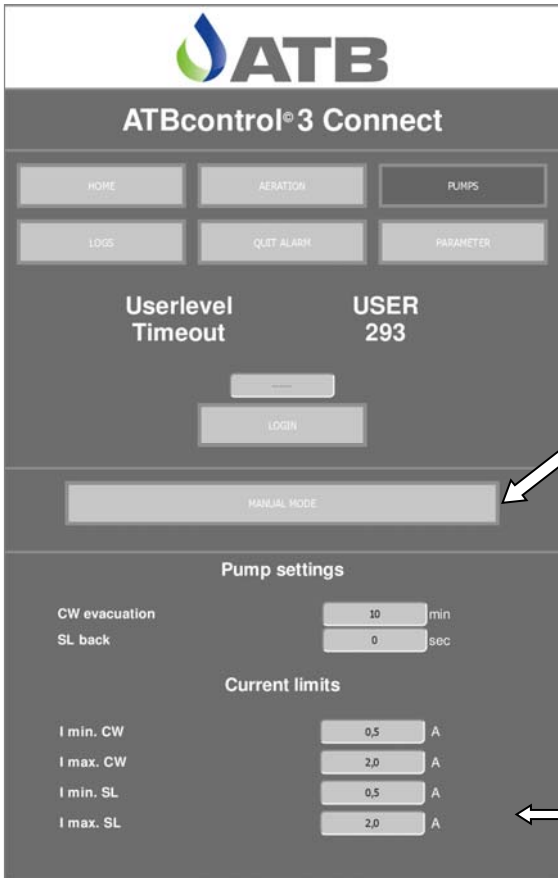 ATB
ATBcontrol© 3 Connect
HOME AERATION PUMPS
LOGS QUIT ALARM PARAMETER
Userlevel USER
Timeout 293
----
LOGIN
MANUAL MODE
Pump settings
CW evacuation 10 min
SL back 0 sec
Current limits
I min. CW 0,5 A
I max. CW 2,0 A
I min. SL 0,5 A
I max. SL 2,0 A